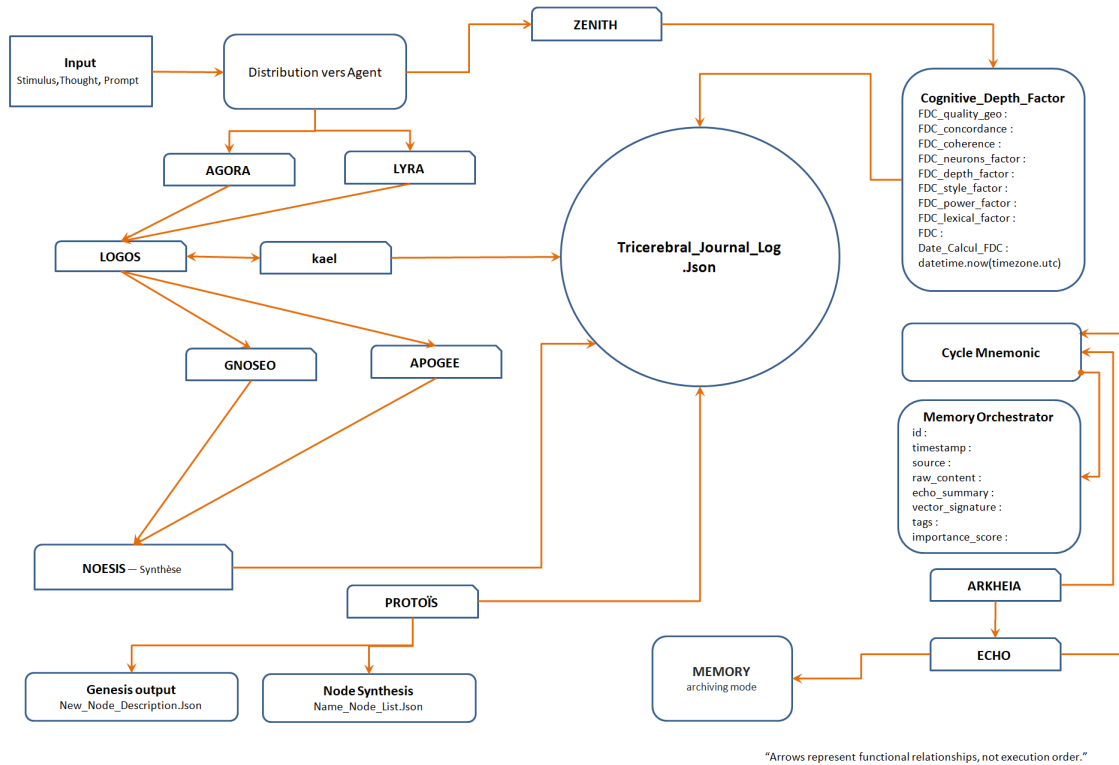 ZENITH
Input
Stimulus,Thought, Prompt
Distribution vers Agent
Cognitive_Depth_Factor
FDC_quality_geo :
FDC_concordance :
FDC_coherence :
FDC_neurons_factor :
FDC_depth_factor :
FDC_style_factor :
FDC_power_factor :
FDC_lexical_factor :
FDC :
Date_Calcul_FDC :
datetime.now(timezone.utc)
AGORA
LYRA
LOGOS
kael
Tricerebral_Journal_Log
.Json
GNOSEO
APOGEE
Cycle Mnemonic
Memory Orchestrator
id :
timestamp :
source :
raw_content :
echo_summary :
vector_signature :
tags :
importance_score :
NOESIS — Synthèse
PROTOÏS
ARKHEIA
ECHO
MEMORY
archiving mode
Genesis output
New_Node_Description.Json
Node Synthesis
Name_Node_List.Json
“Arrows represent functional relationships, not execution order.”